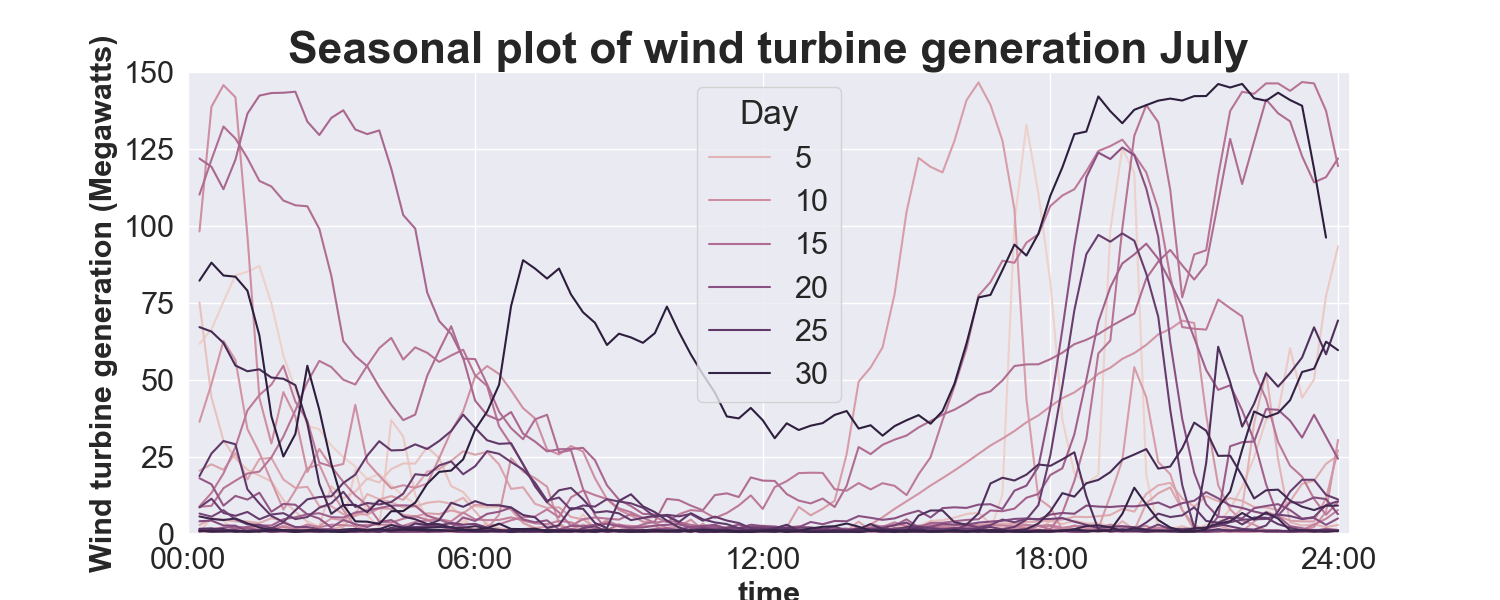 Seasonal plot of wind turbine generation July
Wind turbine generation (Megawatts)
150
125
100
75
50
25
0
Day
5
10
15
20
25
30
00:00 06:00 12:00 18:00 24:00
time